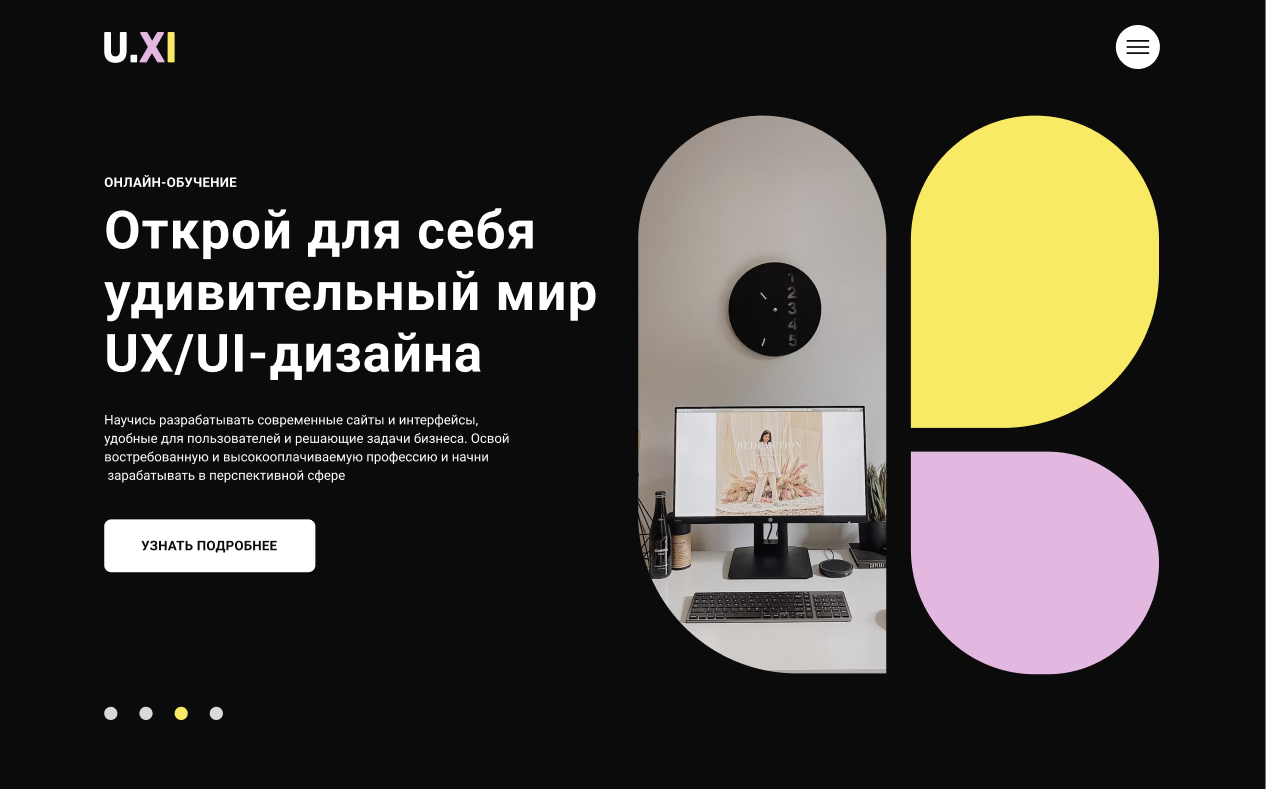 U.XI
ОНЛАЙН-ОБУЧЕНИЕ
Открой для себя
удивительный мир
UX/UI-дизайна
Научись разрабатывать современные сайты и интерфейсы,
удобные для пользователей и решающие задачи бизнеса. Освой
востребованную и высокооплачиваемую профессию и начни
зарабатывать в перспективной сфере
УЗНАТЬ ПОДРОБНЕЕ
1
2
3
4
5
REDEMPTION